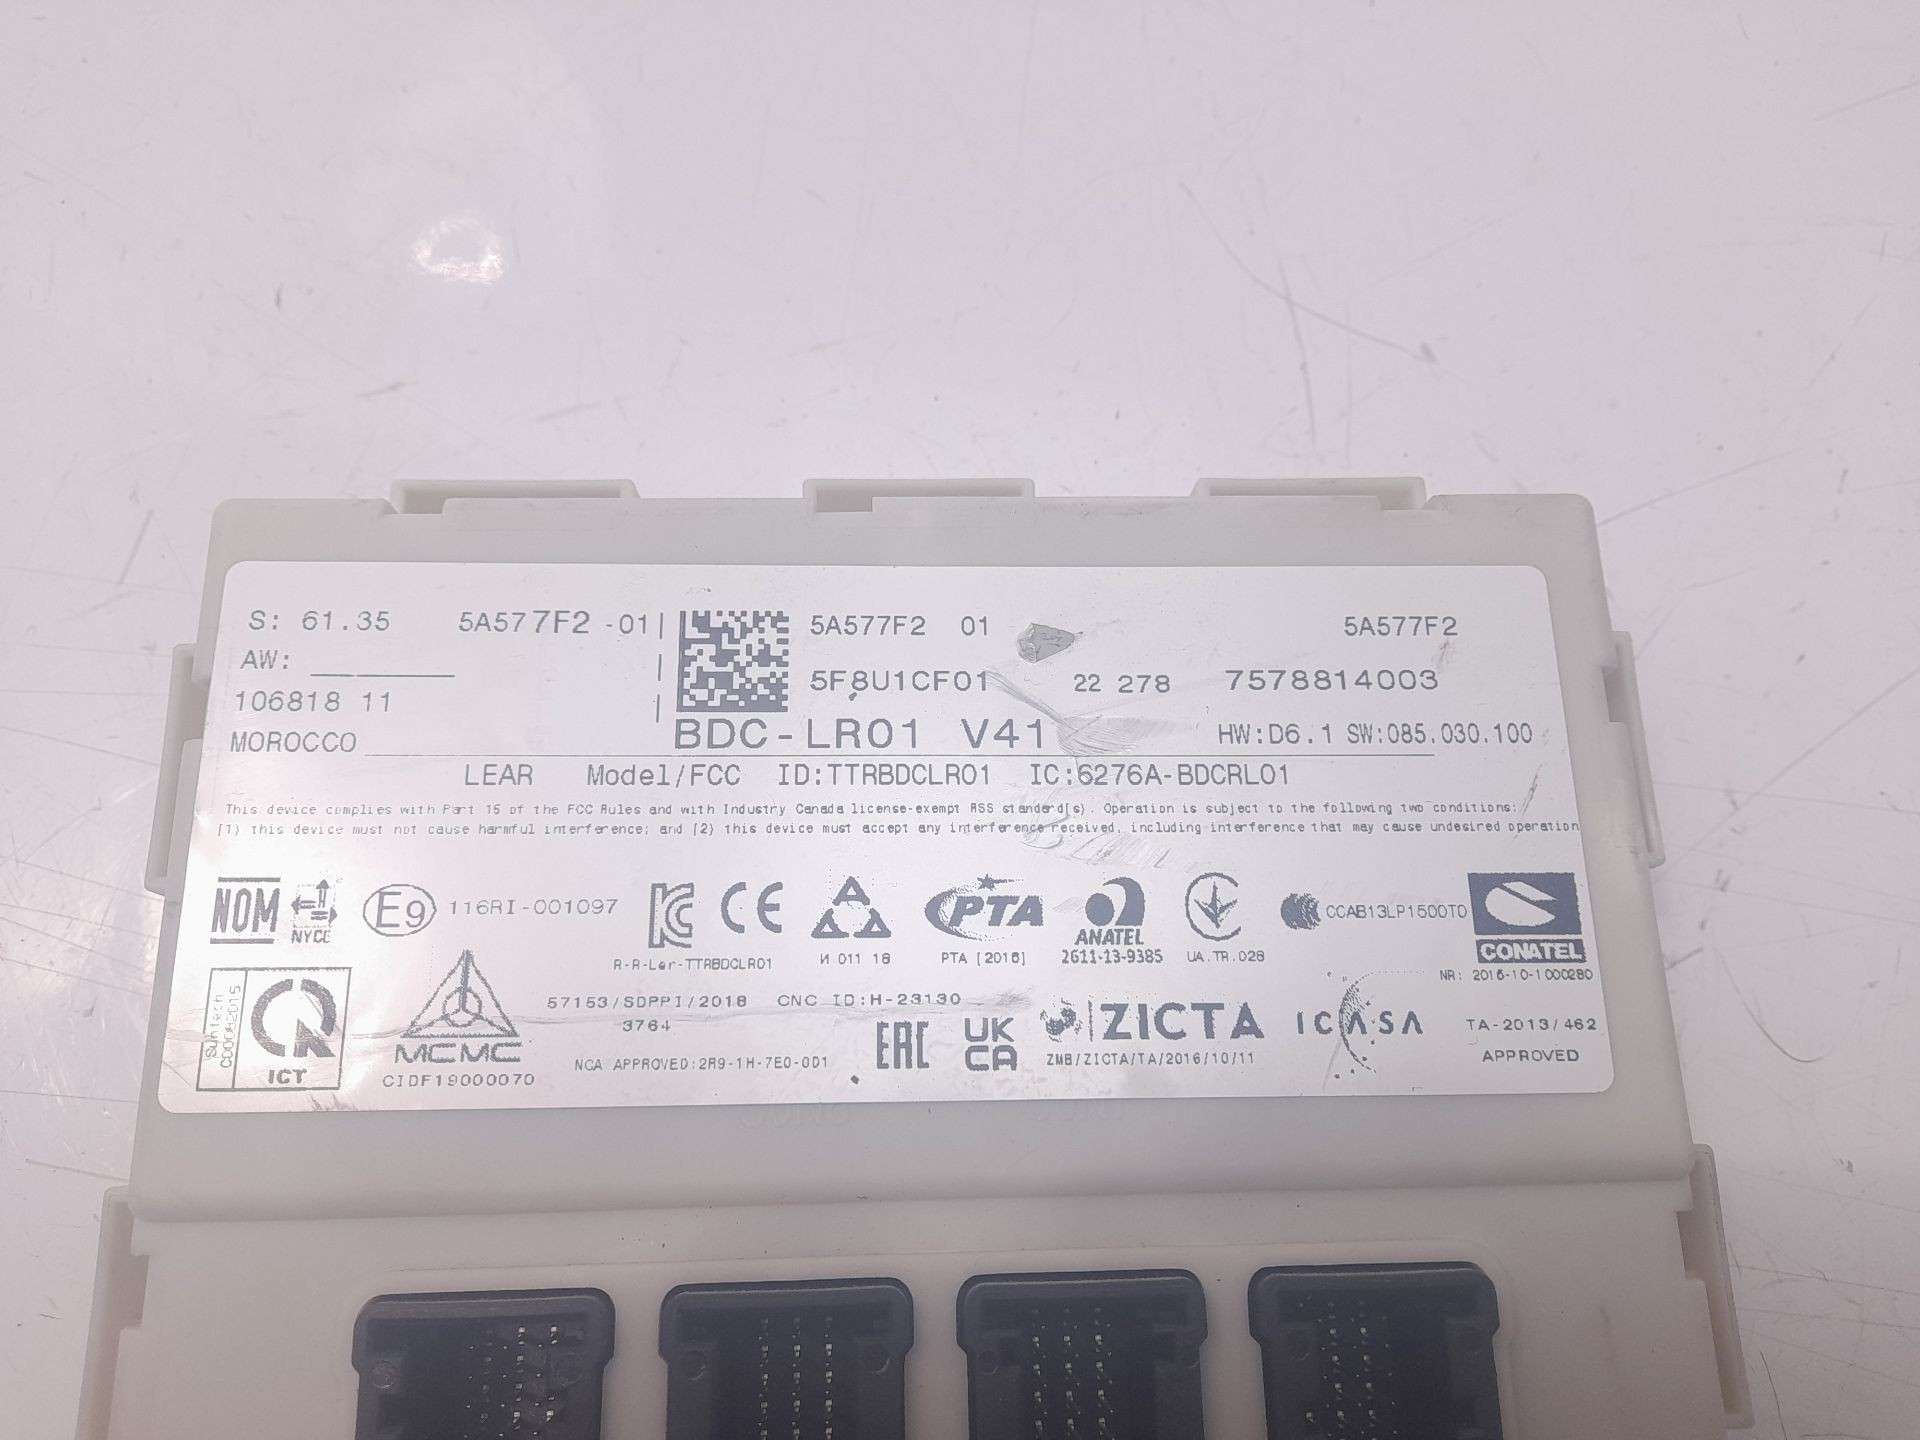 S: 61.35 5A577F2 -01 5A577F2 01 5A577F2
AW:
5F8U1CF01 22 278 7578814003
106818 11
MOROCCO BDC-LR01 V41 HW:D6.1 SW:085.030.100
LEAR Model/FCC ID:TTRBDCLR01 IC:6276A-BDCRL01
This device complies with Part 15 of the FCC Rules and with Industry Canada license-exempt RSS standard(s). Operation is subject to the following two conditions:
(1) this device must not cause harmful interference; and (2) this device must accept any interference received, including interference that may cause undesired operation
NOM NYCE E9 116RI-001097 CE PTA ANATEL CCAB13LP1500T0 CONATEL
R-R-Ler-TTRBDCLR01 И 011 18 PTA [2016] 2611-13-9385 UA.TR.028
NR: 2016-10-1000280
ICT
MCMC
CIDF19000070
57153/SDPPI/2018 CNC ID:H-23130
3764
NCA APPROVED:2R9-1H-7E0-0D1
EAC UK CA ZICTA ICASA TA-2013/462
ZMB/ZICTA/TA/2016/10/11 APPROVED